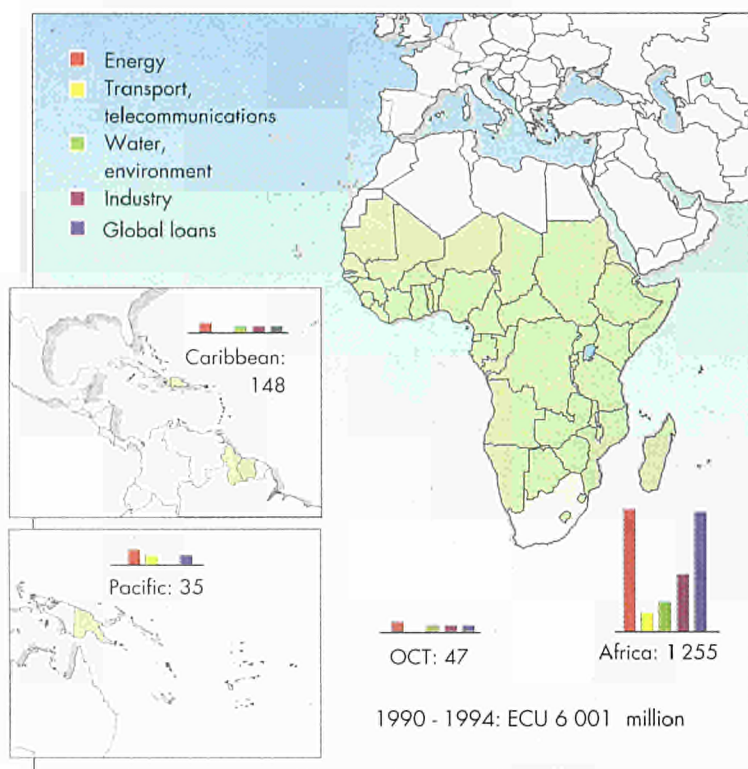 Energy
Transport,
telecommunications
Water,
environment
Industry
Global loans
Caribbean:
148
Pacific: 35
OCT: 47
Africa: 1 255
1990 - 1994: ECU 6 001 million